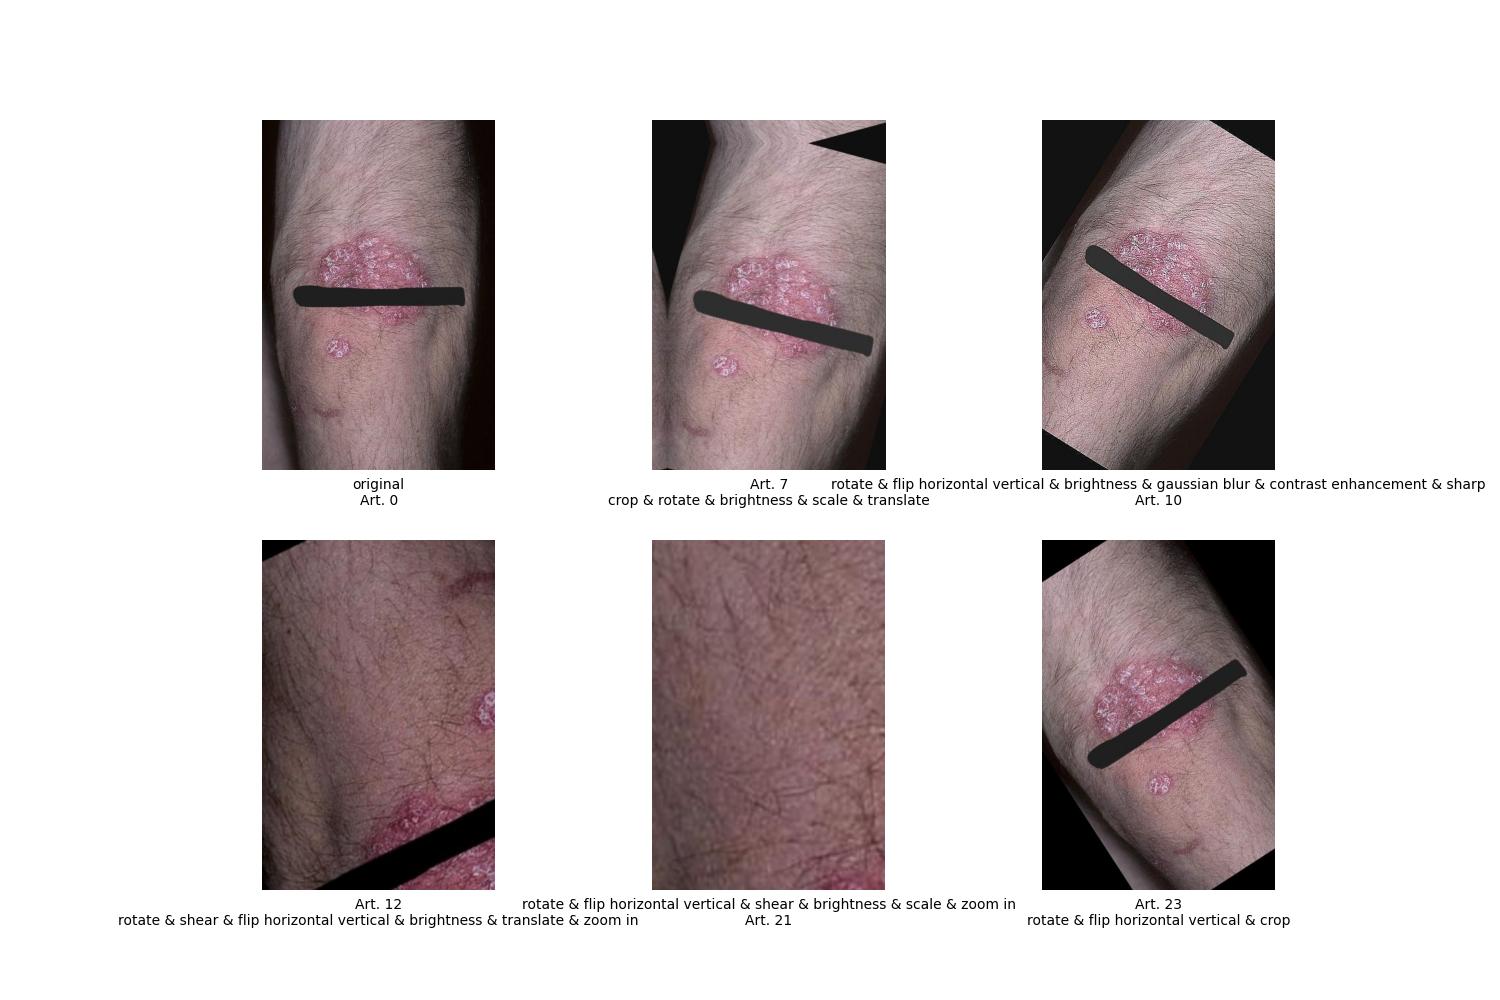 original
Art. 0
Art. 7
crop & rotate & brightness & scale & translate
rotate & flip horizontal vertical & brightness & gaussian blur & contrast enhancement & sharp
Art. 10
Art. 12
rotate & shear & flip horizontal vertical & brightness & translate & zoom in
rotate & flip horizontal vertical & shear & brightness & scale & zoom in
Art. 21
Art. 23
rotate & flip horizontal vertical & crop